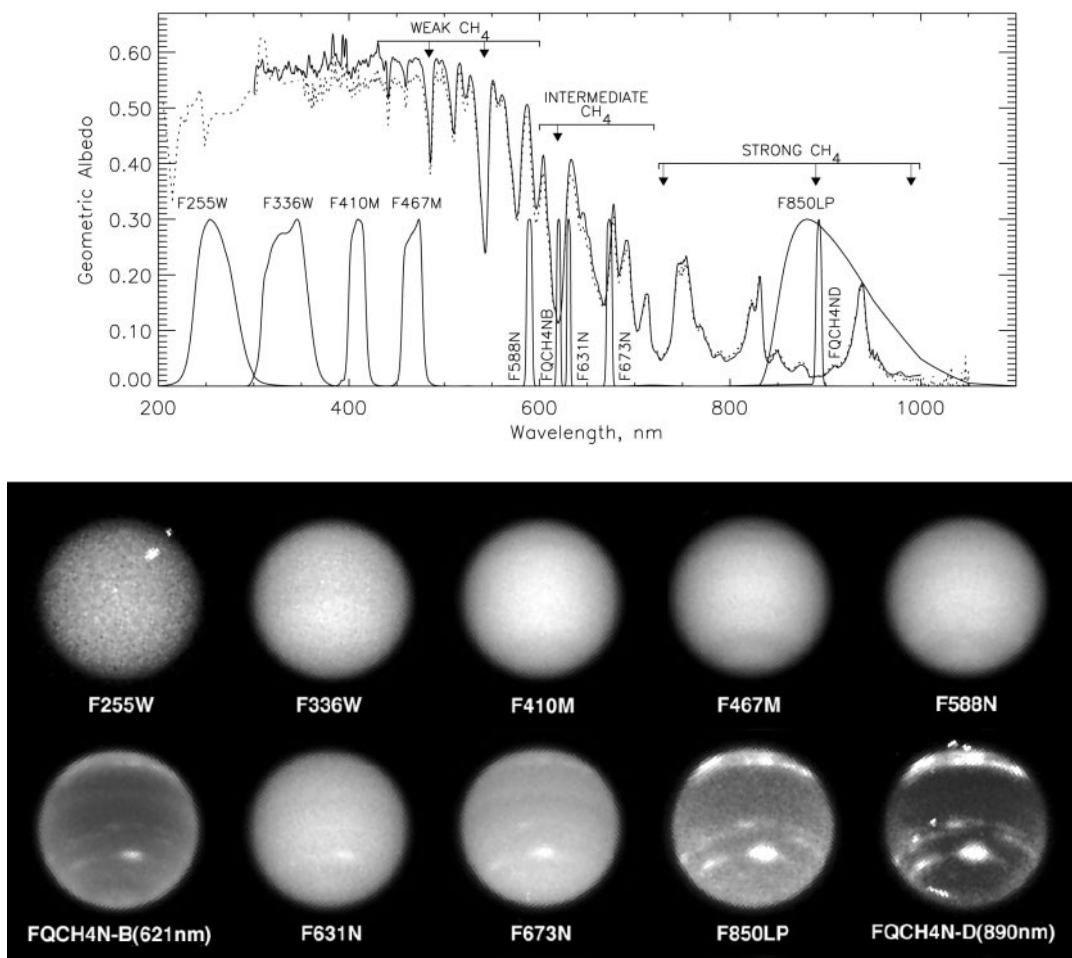 WEAK CH4
INTERMEDIATE
CH4
STRONG CH4
F255W F336W F410M F467M F850LP
F588N
FQCH4NB
F631N
F673N
FQCH4ND
Geometric Albedo
0.60
0.50
0.40
0.30
0.20
0.10
0.00
200 400 600 800 1000
Wavelength, nm
F255W F336W F410M F467M F588N
FQCH4N-B(621nm) F631N F673N F850LP FQCH4N-D(890nm)